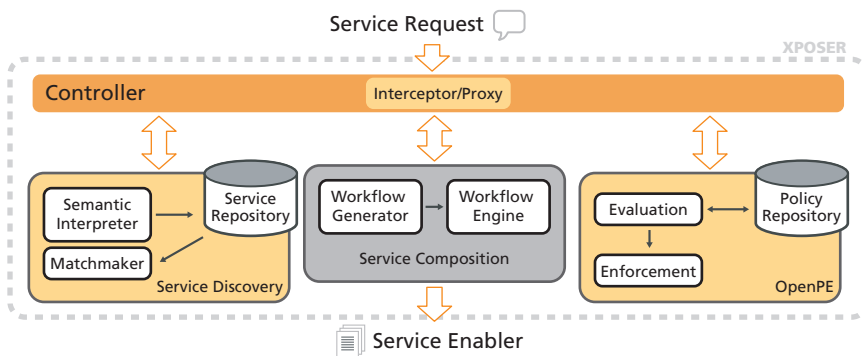 Service Request
XPOSER
Controller
Interceptor/Proxy
Semantic
Interpreter
Service
Repository
Matchmaker
Service Discovery
Workflow
Generator
Workflow
Engine
Service Composition
Evaluation
Policy
Repository
Enforcement
OpenPE
Service Enabler